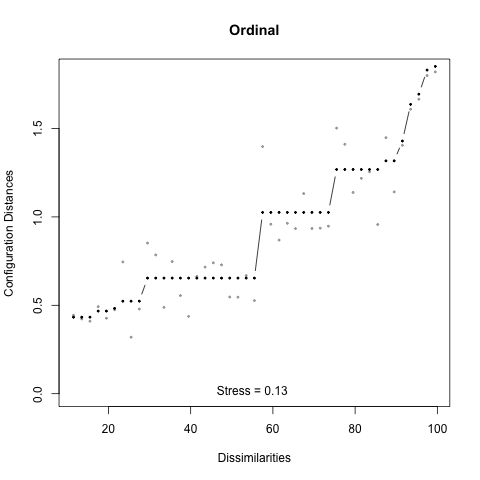 Ordinal
Configuration Distances
1.5
1.0
0.5
0.0
Stress = 0.13
20 40 60 80 100
Dissimilarities